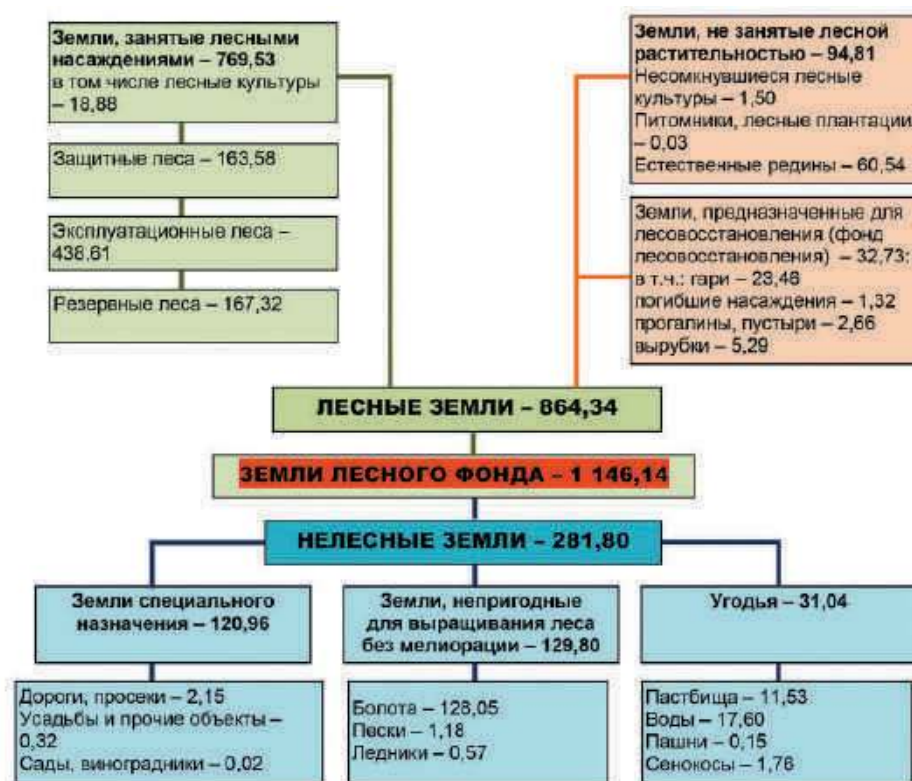 Земли, занятые лесными
насаждениями – 769,53
в том числе лесные культуры
– 18,88
Защитные леса – 163,58
Эксплуатационные леса –
438,61
Резервные леса – 167,32
Земли, не занятые лесной
растительностью – 94,81
Несомкнувшиеся лесные
культуры – 1,50
Питомники, лесные плантации
– 0,03
Естественные редины – 60,54
Земли, предназначенные для
лесовосстановления (фонд
лесовосстановления) – 32,73:
в т.ч.: гари – 23,46
погибшие насаждения – 1,32
прогалины, пустыри – 2,66
вырубки – 5,29
ЛЕСНЫЕ ЗЕМЛИ – 864,34
ЗЕМЛИ ЛЕСНОГО ФОНДА – 1 146,14
НЕЛЕСНЫЕ ЗЕМЛИ – 281,80
Земли специального
назначения – 120,96
Дороги, просеки – 2,15
Усадьбы и прочие объекты –
0,32
Сады, виноградники – 0,02
Земли, непригодные
для выращивания леса
без мелиорации – 129,80
Болота – 128,05
Пески – 1,18
Ледники – 0,57
Угодья – 31,04
Пастбища – 11,53
Воды – 17,60
Пашни – 0,15
Сенокосы – 1,76